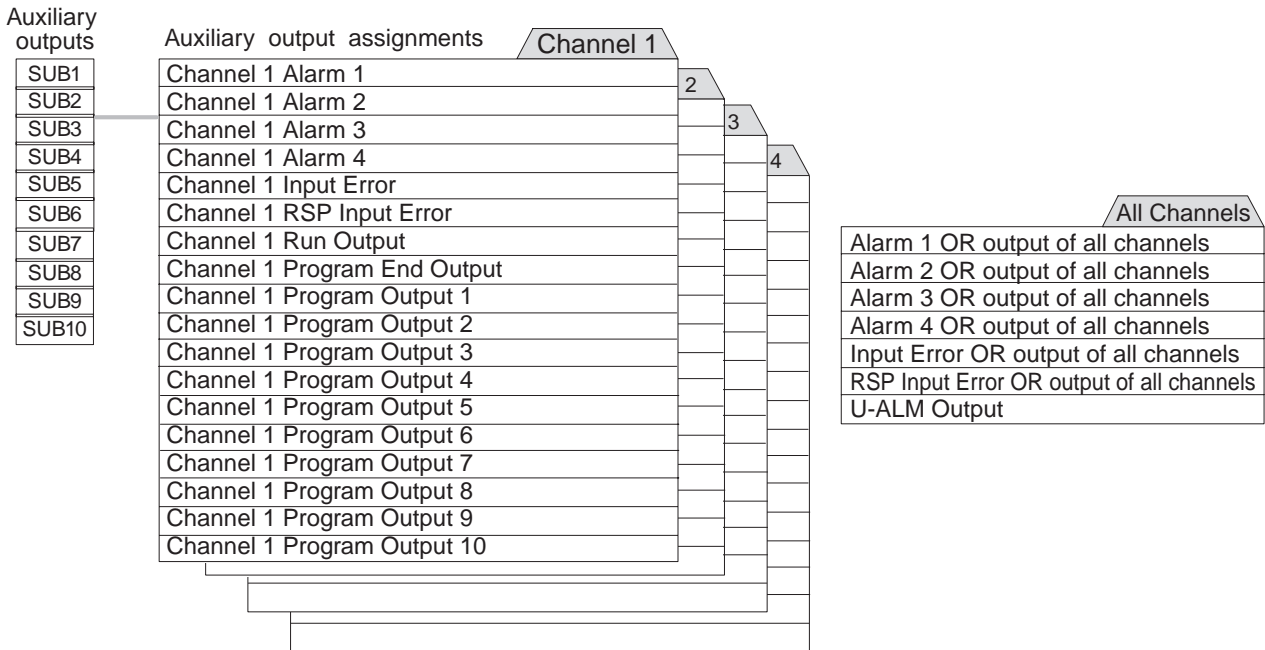 Auxiliary
outputs
SUB1
SUB2
SUB3
SUB4
SUB5
SUB6
SUB7
SUB8
SUB9
SUB10
Auxiliary output assignments
Channel 1
Channel 1 Alarm 1
Channel 1 Alarm 2
Channel 1 Alarm 3
Channel 1 Alarm 4
Channel 1 Input Error
Channel 1 RSP Input Error
Channel 1 Run Output
Channel 1 Program End Output
Channel 1 Program Output 1
Channel 1 Program Output 2
Channel 1 Program Output 3
Channel 1 Program Output 4
Channel 1 Program Output 5
Channel 1 Program Output 6
Channel 1 Program Output 7
Channel 1 Program Output 8
Channel 1 Program Output 9
Channel 1 Program Output 10
2
3
4
All Channels
Alarm 1 OR output of all channels
Alarm 2 OR output of all channels
Alarm 3 OR output of all channels
Alarm 4 OR output of all channels
Input Error OR output of all channels
RSP Input Error OR output of all channels
U-ALM Output